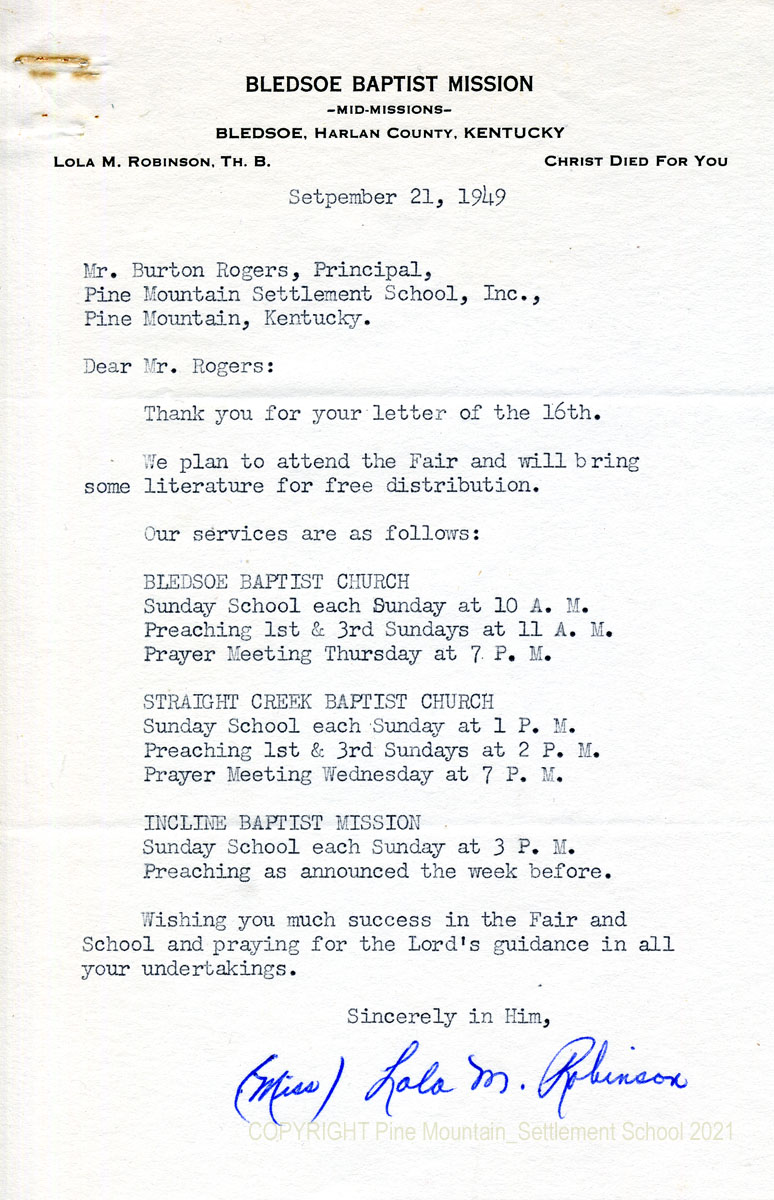 BLEDSOE BAPTIST MISSION
–MID-MISSIONS–
BLEDSOE, HARLAN COUNTY, KENTUCKY
LOLA M. ROBINSON, TH. B. CHRIST DIED FOR YOU
Setpember 21, 1949
Mr. Burton Rogers, Principal,
Pine Mountain Settlement School, Inc.,
Pine Mountain, Kentucky.
Dear Mr. Rogers:
Thank you for your letter of the 16th.
We plan to attend the Fair and will bring
some literature for free distribution.
Our services are as follows:
BLEDSOE BAPTIST CHURCH
Sunday School each Sunday at 10 A. M.
Preaching 1st & 3rd Sundays at 11 A. M.
Prayer Meeting Thursday at 7 P. M.
STRAIGHT CREEK BAPTIST CHURCH
Sunday School each Sunday at 1 P. M.
Preaching 1st & 3rd Sundays at 2 P. M.
Prayer Meeting Wednesday at 7 P. M.
INCLINE BAPTIST MISSION
Sunday School each Sunday at 3 P. M.
Preaching as announced the week before.
Wishing you much success in the Fair and
School and praying for the Lord's guidance in all
your undertakings.
Sincerely in Him,
(Miss) Lola M. Robinson
COPYRIGHT Pine Mountain_Settlement School 2021